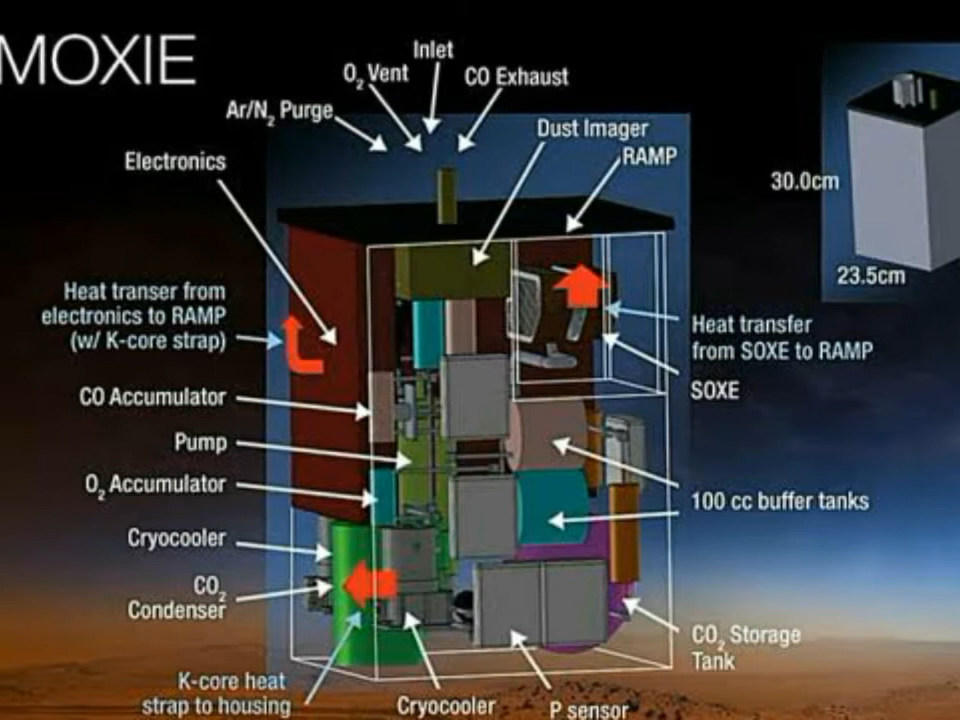 MOXIE
Inlet
O₂ Vent
CO Exhaust
Ar/N₂ Purge
Dust Imager
RAMP
Electronics
30.0cm
23.5cm
Heat transer from
electronics to RAMP
(w/ K-core strap)
Heat transfer
from SOXE to RAMP
SOXE
CO Accumulator
Pump
O₂ Accumulator
100 cc buffer tanks
Cryocooler
CO₂
Condenser
CO₂ Storage
Tank
K-core heat
strap to housing
Cryocooler
P sensor